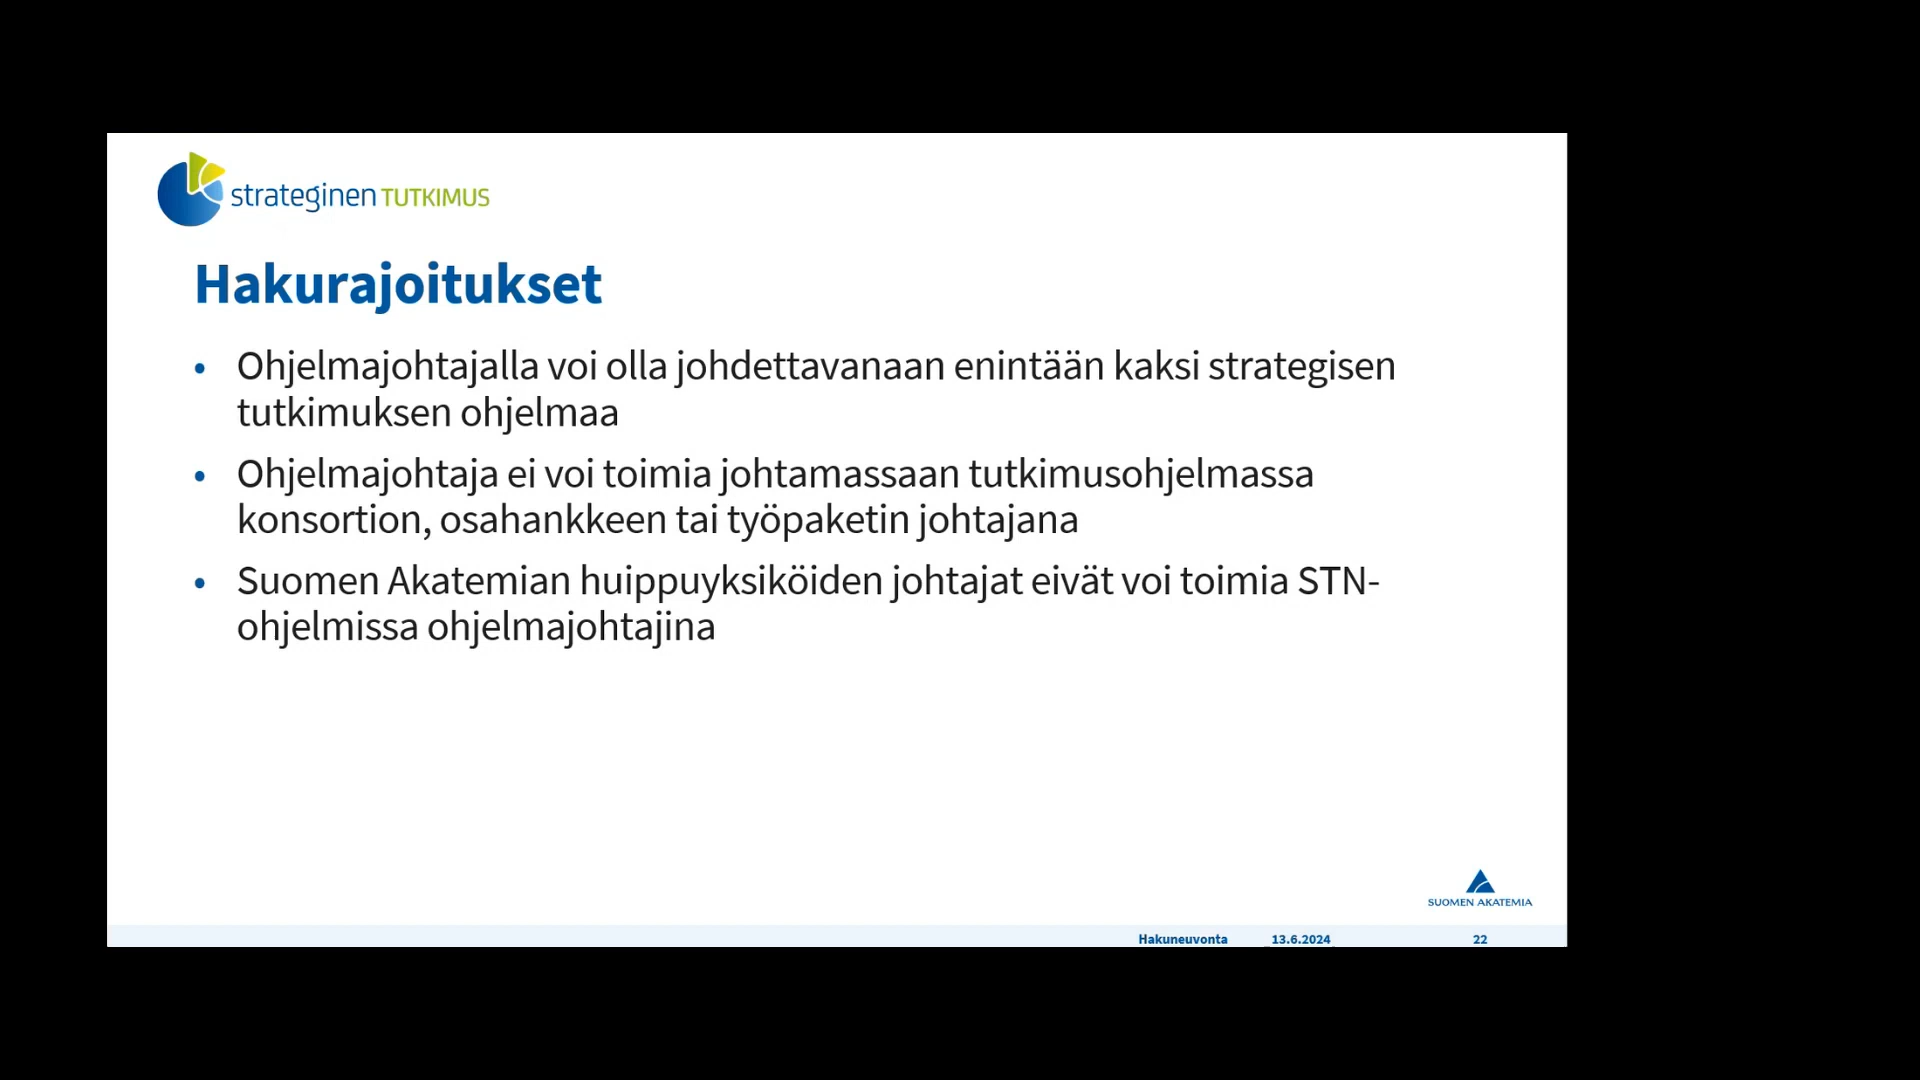 strateginen TUTKIMUS
Hakurajoitukset
• Ohjelmajohtajalla voi olla johdettavanaan enintään kaksi strategisen
tutkimuksen ohjelmaa
• Ohjelmajohtaja ei voi toimia johtamassaan tutkimusohjelmassa
konsortion, osahankkeen tai työpaketin johtajana
• Suomen Akatemian huippuyksiköiden johtajat eivät voi toimia STN-
ohjelmissa ohjelmajohtajina
SUOMEN AKATEMIA
Hakuneuvonta 13.6.2024 22